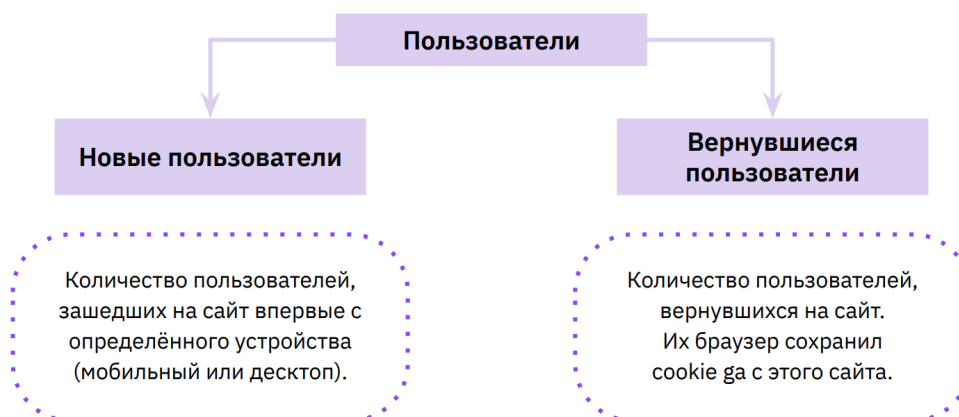 Пользователи
Новые пользователи
Вернувшиеся
пользователи
Количество пользователей,
зашедших на сайт впервые с
определённого устройства
(мобильный или десктоп).
Количество пользователей,
вернувшихся на сайт.
Их браузер сохранил
cookie ga с этого сайта.